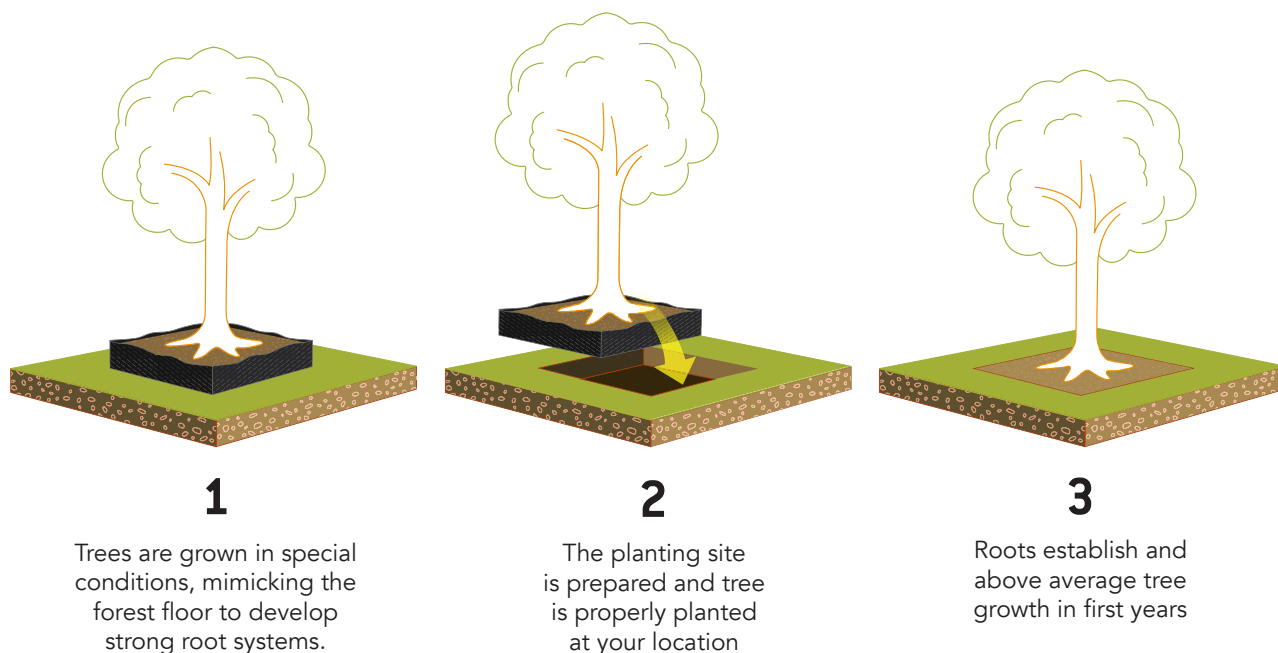 1
Trees are grown in special
conditions, mimicking the
forest floor to develop
strong root systems.
2
The planting site
is prepared and tree
is properly planted
at your location
3
Roots establish and
above average tree
growth in first years